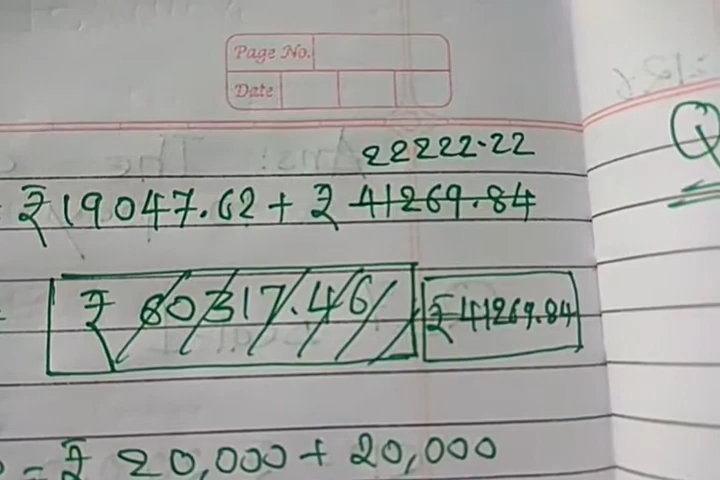 Page No.
Date
22222.22
₹19047.62 + ₹ 41269.84
₹ 60317.46 ₹ 41269.84
= ₹ 20,000 + 20,000
Q